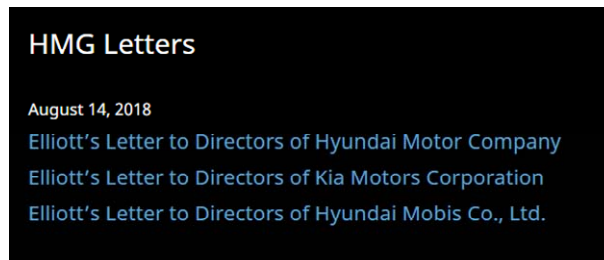 HMG Letters
August 14, 2018
Elliott’s Letter to Directors of Hyundai Motor Company
Elliott’s Letter to Directors of Kia Motors Corporation
Elliott’s Letter to Directors of Hyundai Mobis Co., Ltd.